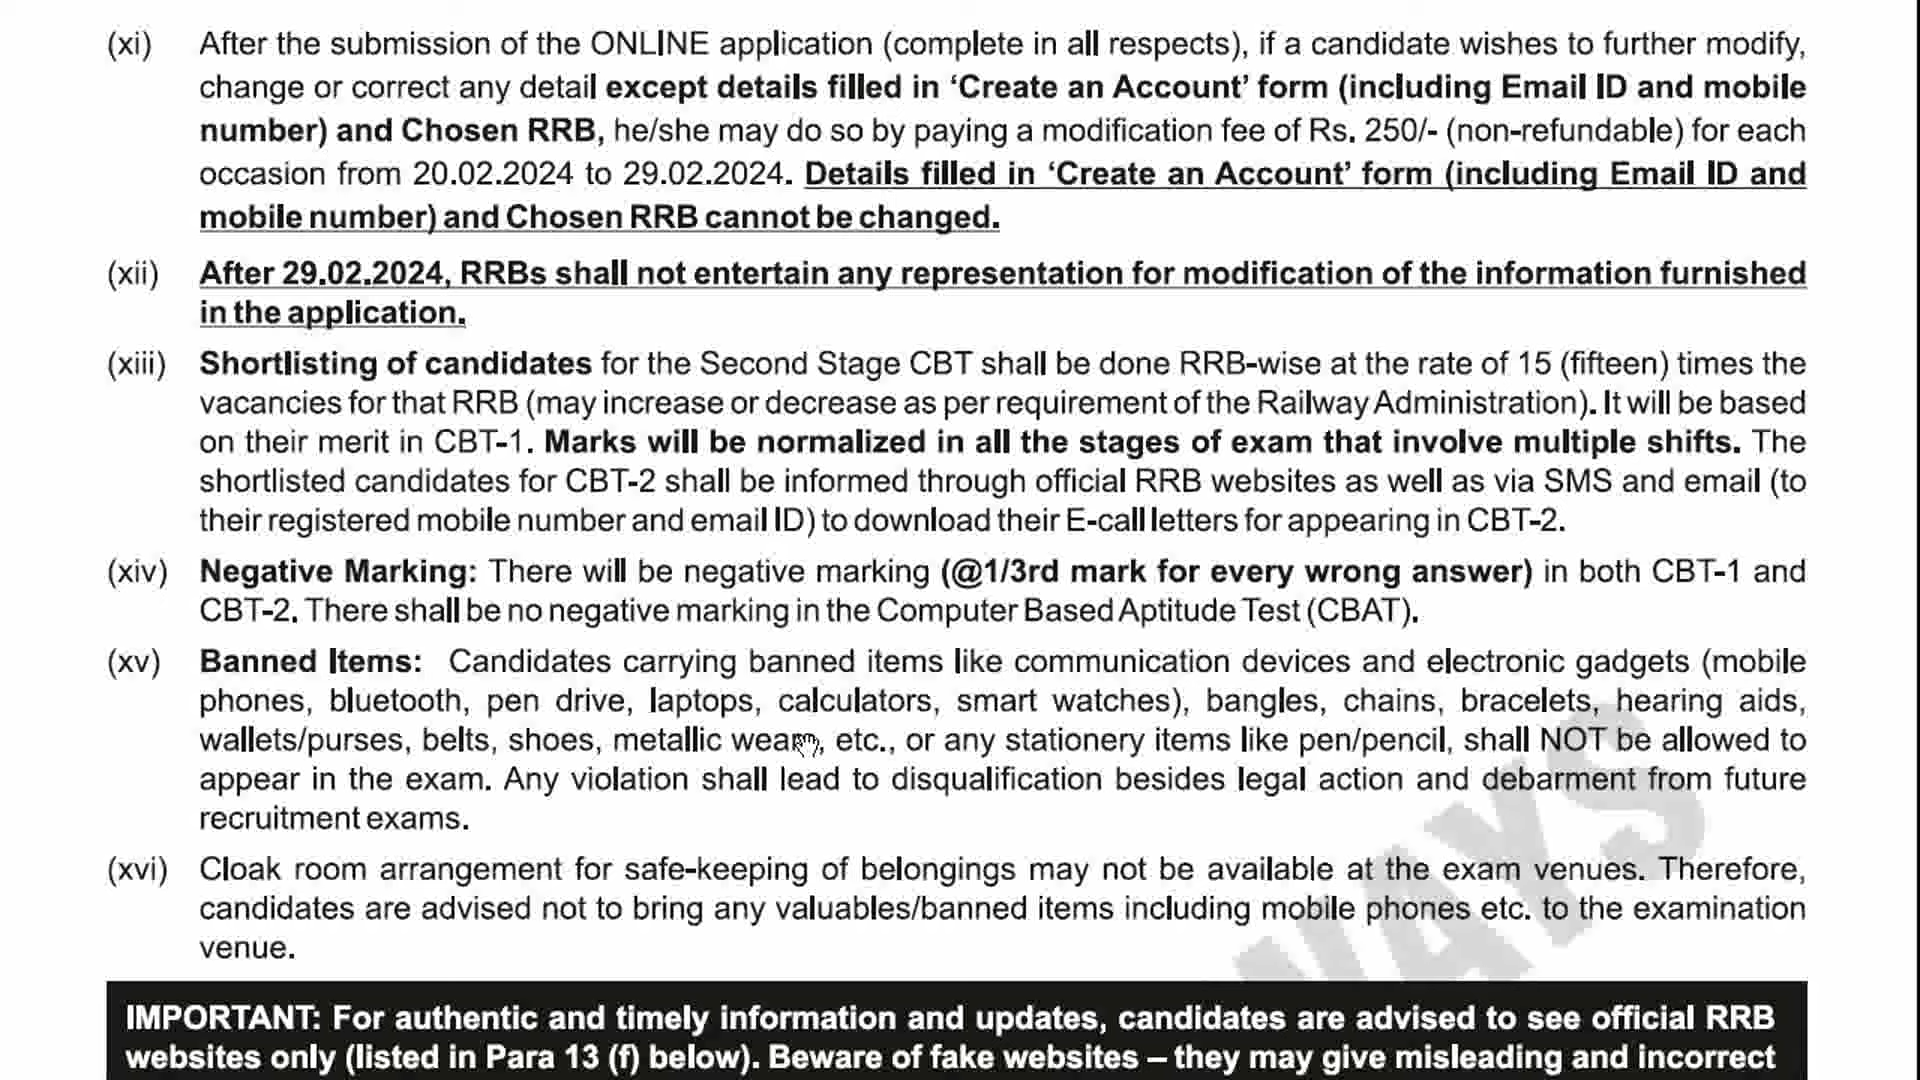 (xi) After the submission of the ONLINE application (complete in all respects), if a candidate wishes to further modify,
change or correct any detail except details filled in ‘Create an Account’ form (including Email ID and mobile
number) and Chosen RRB, he/she may do so by paying a modification fee of Rs. 250/- (non-refundable) for each
occasion from 20.02.2024 to 29.02.2024. Details filled in ‘Create an Account’ form (including Email ID and
mobile number) and Chosen RRB cannot be changed.
(xii) After 29.02.2024, RRBs shall not entertain any representation for modification of the information furnished
in the application.
(xiii) Shortlisting of candidates for the Second Stage CBT shall be done RRB-wise at the rate of 15 (fifteen) times the
vacancies for that RRB (may increase or decrease as per requirement of the Railway Administration). It will be based
on their merit in CBT-1. Marks will be normalized in all the stages of exam that involve multiple shifts. The
shortlisted candidates for CBT-2 shall be informed through official RRB websites as well as via SMS and email (to
their registered mobile number and email ID) to download their E-call letters for appearing in CBT-2.
(xiv) Negative Marking: There will be negative marking (@1/3rd mark for every wrong answer) in both CBT-1 and
CBT-2. There shall be no negative marking in the Computer Based Aptitude Test (CBAT).
(xv) Banned Items: Candidates carrying banned items like communication devices and electronic gadgets (mobile
phones, bluetooth, pen drive, laptops, calculators, smart watches), bangles, chains, bracelets, hearing aids,
wallets/purses, belts, shoes, metallic wears, etc., or any stationery items like pen/pencil, shall NOT be allowed to
appear in the exam. Any violation shall lead to disqualification besides legal action and debarment from future
recruitment exams.
(xvi) Cloak room arrangement for safe-keeping of belongings may not be available at the exam venues. Therefore,
candidates are advised not to bring any valuables/banned items including mobile phones etc. to the examination
venue.
IMPORTANT: For authentic and timely information and updates, candidates are advised to see official RRB
websites only (listed in Para 13 (f) below). Beware of fake websites – they may give misleading and incorrect